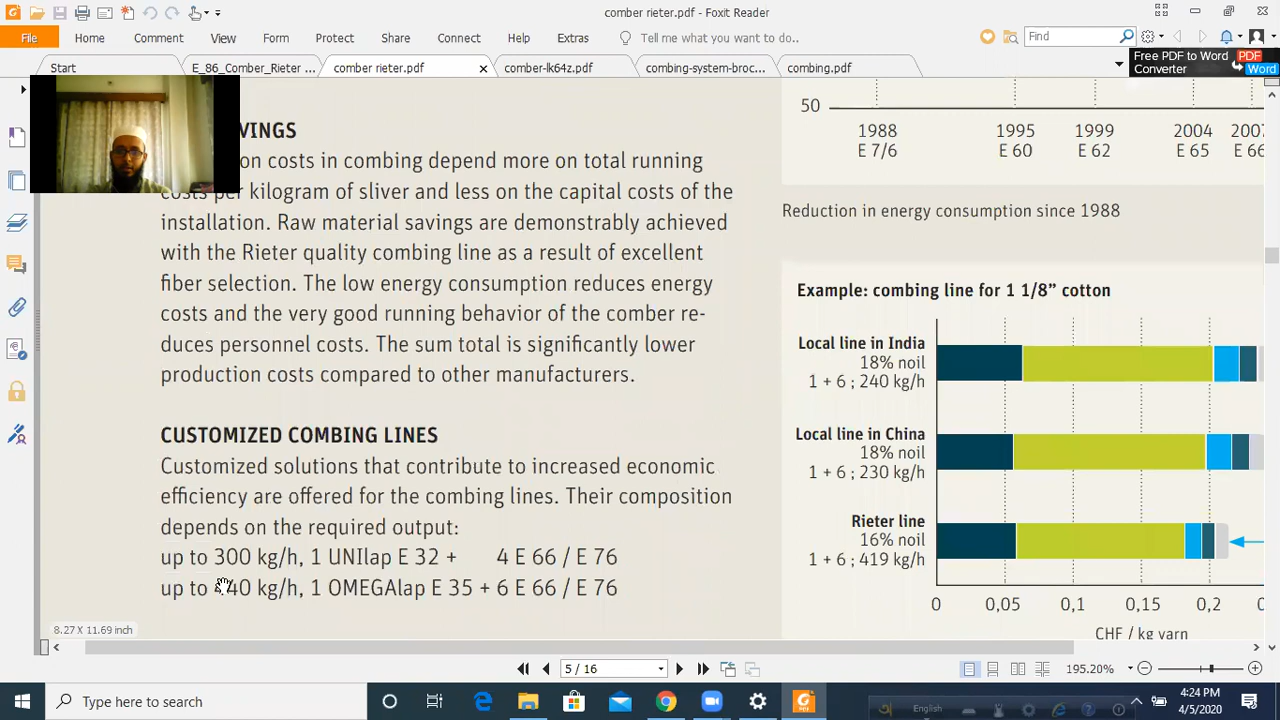 comber rieter.pdf - Foxit Reader
File Home Comment View Form Protect Share Connect Help Extras Tell me what you want to do... Find
Start E_86_Comber_Rieter ... comber rieter.pdf comber-lk64z.pdf combing-system-broc... combing.pdf
Free PDF to Word Converter
PDF
Word
VINGS
on costs in combing depend more on total running
costs per kilogram of sliver and less on the capital costs of the
installation. Raw material savings are demonstrably achieved
with the Rieter quality combing line as a result of excellent
fiber selection. The low energy consumption reduces energy
costs and the very good running behavior of the comber re-
duces personnel costs. The sum total is significantly lower
production costs compared to other manufacturers.
CUSTOMIZED COMBING LINES
Customized solutions that contribute to increased economic
efficiency are offered for the combing lines. Their composition
depends on the required output:
up to 300 kg/h, 1 UNIlap E 32 + 4 E 66 / E 76
up to 40 kg/h, 1 OMEGAlap E 35 + 6 E 66 / E 76
50
1988 1995 1999 2004 2007
E 7/6 E 60 E 62 E 65 E 66
Reduction in energy consumption since 1988
Example: combing line for 1 1/8” cotton
Local line in India
18% noil
1 + 6 ; 240 kg/h
Local line in China
18% noil
1 + 6 ; 230 kg/h
Rieter line
16% noil
1 + 6 ; 419 kg/h
0 0,05 0,1 0,15 0,2 0
CHF / kg yarn
8.27 X 11.69 inch
5 / 16
195.20%
Type here to search
English
4:24 PM
4/5/2020